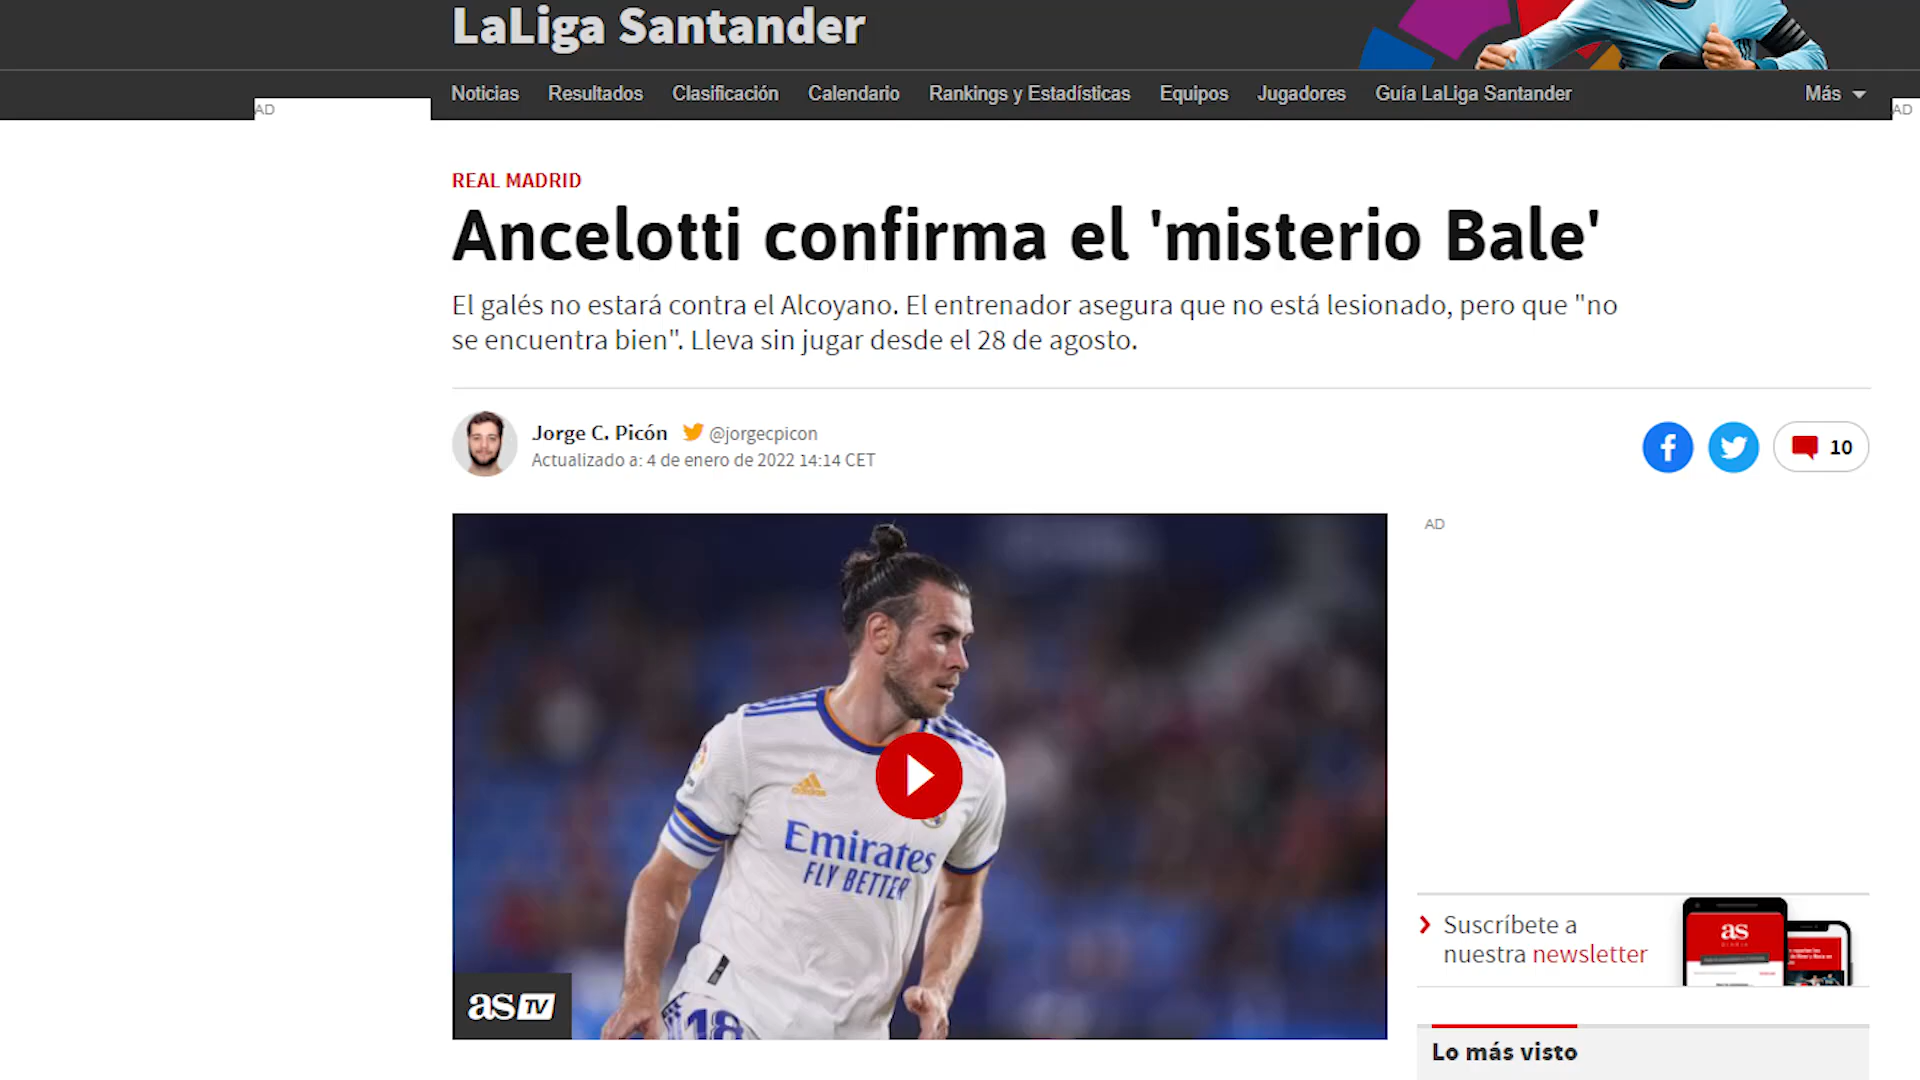 LaLiga Santander
Noticias Resultados Clasificación Calendario Rankings y Estadísticas Equipos Jugadores Guía LaLiga Santander Más
AD
AD
REAL MADRID
Ancelotti confirma el 'misterio Bale'
El galés no estará contra el Alcoyano. El entrenador asegura que no está lesionado, pero que "no
se encuentra bien". Lleva sin jugar desde el 28 de agosto.
Jorge C. Picón @jorgecpicon
Actualizado a: 4 de enero de 2022 14:14 CET
10
AD
adidas
Emirates
FLY BETTER
18
as TV
Suscríbete a
nuestra newsletter
as
Lo más visto